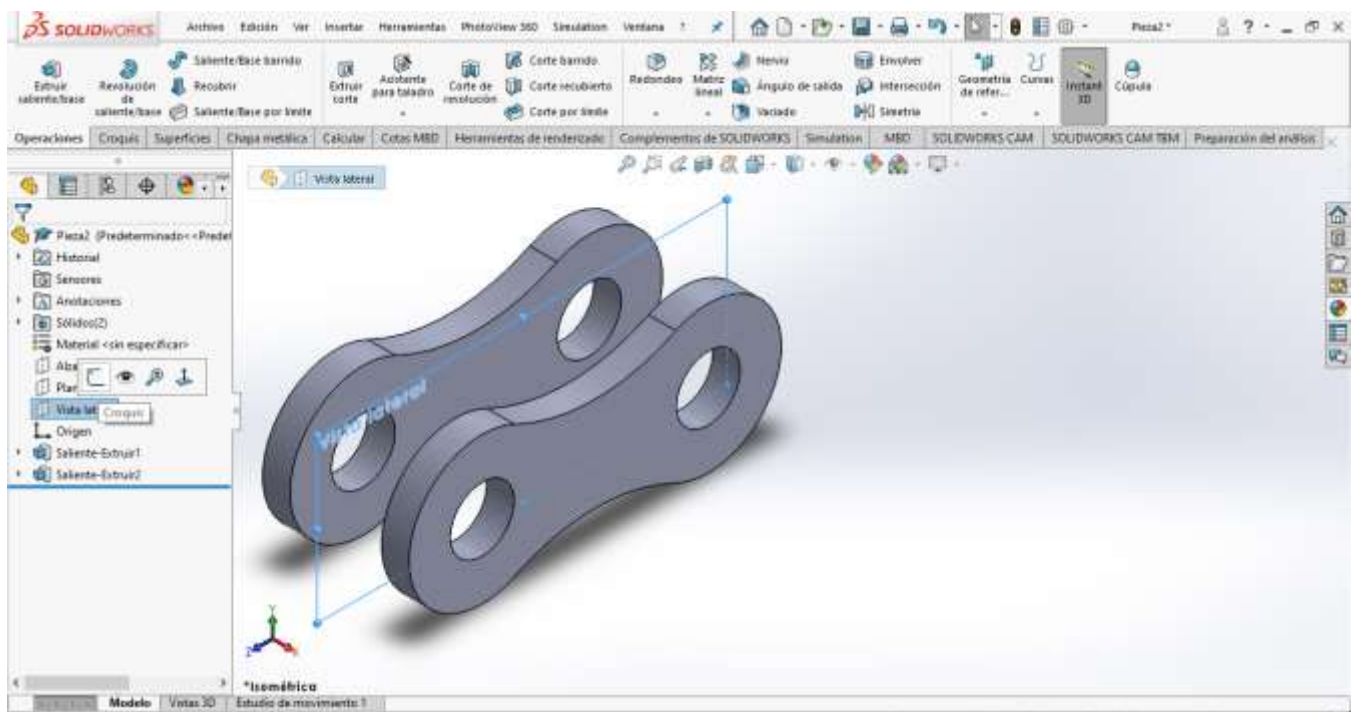 SOLIDWORKS Archivo Edición Ver Insertar Herramientas PhotoView 360 Simulation Ventana ? Pieza2 *
Extruir saliente/base
Revolución de saliente/base
Saliente/Base barrido
Recubrir
Saliente/Base por límite
Extruir corte
Asistente para taladro
Corte de revolución
Corte barrido
Corte recubierto
Corte por límite
Redondeo
Matriz lineal
Nervio
Ángulo de salida
Vaciado
Envolver
Intersección
Simetría
Geometría de refer...
Curvas
Instant 3D
Cúpula
Operaciones Croquis Superficies Chapa metálica Calcular Cotas MBD Herramientas de renderizado Complementos de SOLIDWORKS Simulation MBD SOLIDWORKS CAM SOLIDWORKS CAM TBM Preparación del análisis
Vista lateral
Pieza2 (Predeterminado<<Predet
Historial
Sensores
Anotaciones
Sólidos(2)
Material <sin especificar>
Alza
Plan
Vista lat
Croquis
Origen
Saliente-Extruir1
Saliente-Extruir2
Vista lateral
Y
Z
*Isométrica
Modelo Vistas 3D Estudio de movimiento 1